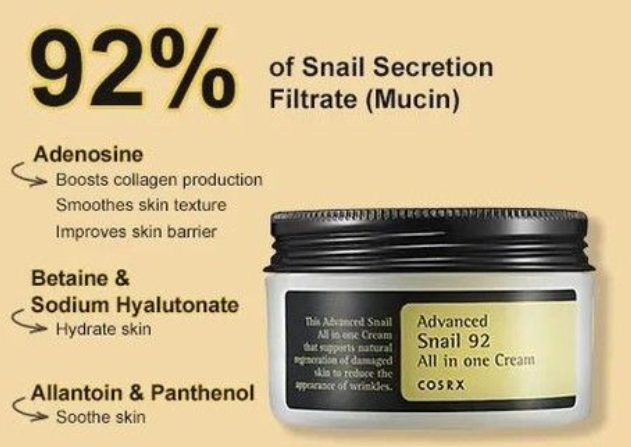 92%
of Snail Secretion
Filtrate (Mucin)
Adenosine
Boosts collagen production
Smoothes skin texture
Improves skin barrier
Betaine &
Sodium Hyalutonate
Hydrate skin
Allantoin & Panthenol
Soothe skin
This Advanced Snail
All in one Cream
that supports natural
regeneration of damaged
skin to reduce the
appearance of wrinkles.
Advanced
Snail 92
All in one Cream
COSRX